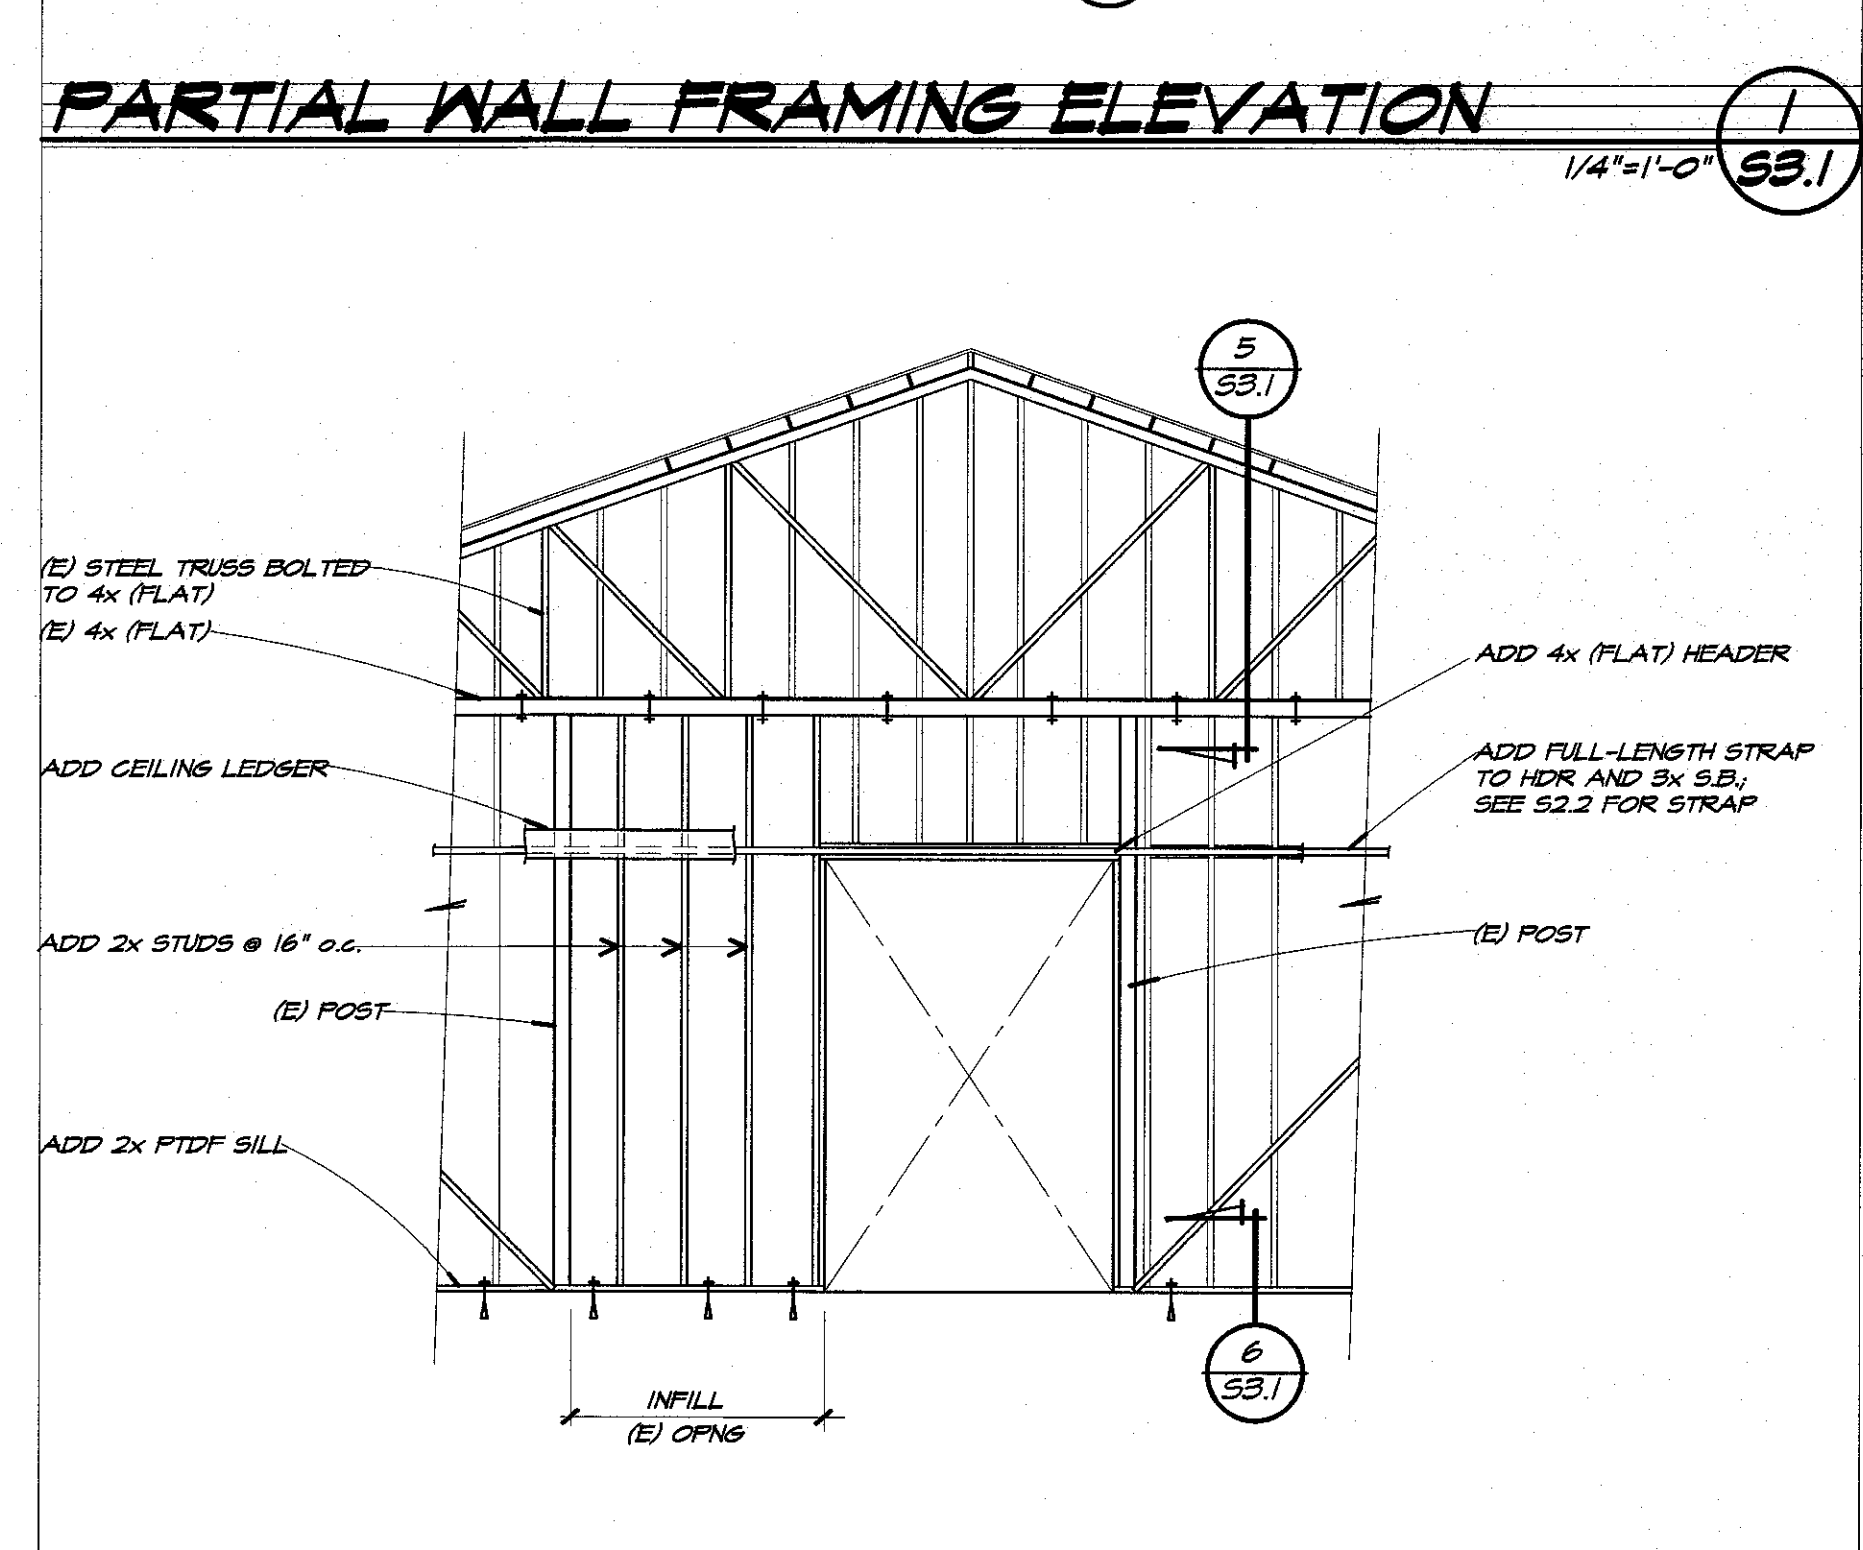 PARTIAL WALL FRAMING ELEVATION
1
S3.1
1/4"=1'-0"
5
S3.1
(E) STEEL TRUSS BOLTED
TO 4x (FLAT)
(E) 4x (FLAT)
ADD 4x (FLAT) HEADER
ADD CEILING LEDGER
ADD FULL-LENGTH STRAP
TO HDR AND 3x S.B.;
SEE S2.2 FOR STRAP
ADD 2x STUDS @ 16" o.c.
(E) POST
(E) POST
ADD 2x PTDF SILL
6
S3.1
INFILL
(E) OPNG